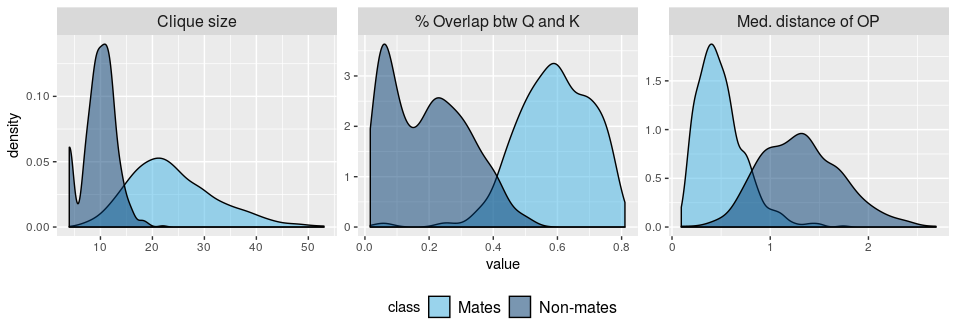 Clique size
% Overlap btw Q and K
Med. distance of OP
density
0.00
0.05
0.10
10 20 30 40 50
0
1
2
3
0.0 0.2 0.4 0.6 0.8
0.0
0.5
1.0
1.5
0 1 2
value
class Mates Non-mates